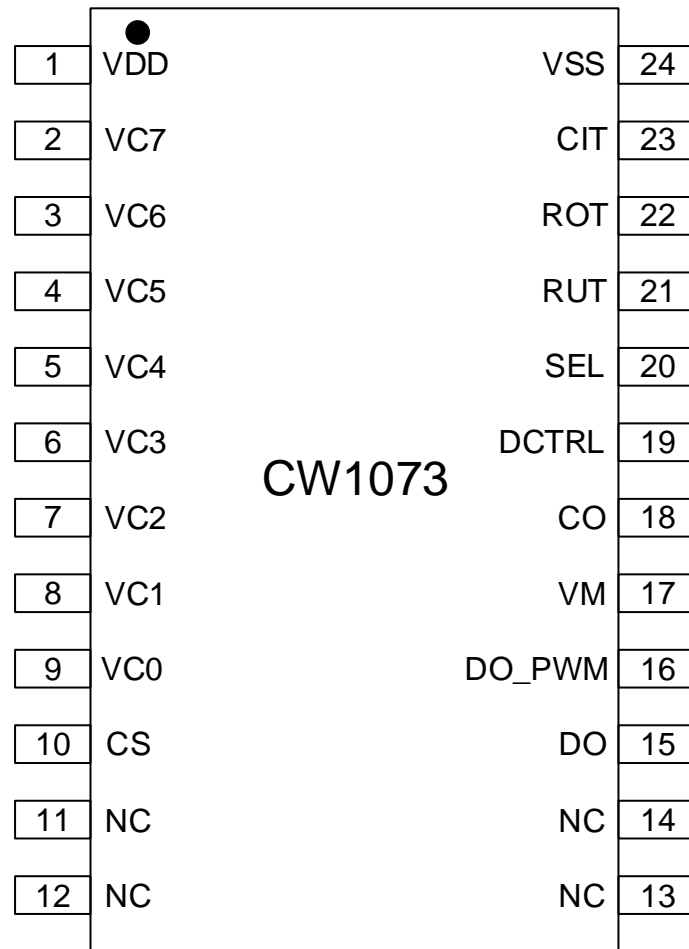 1 VDD VSS 24
2 VC7 CIT 23
3 VC6 ROT 22
4 VC5 RUT 21
5 VC4 SEL 20
6 VC3 DCTRL 19
CW1073
7 VC2 CO 18
8 VC1 VM 17
9 VC0 DO_PWM 16
10 CS DO 15
11 NC NC 14
12 NC NC 13